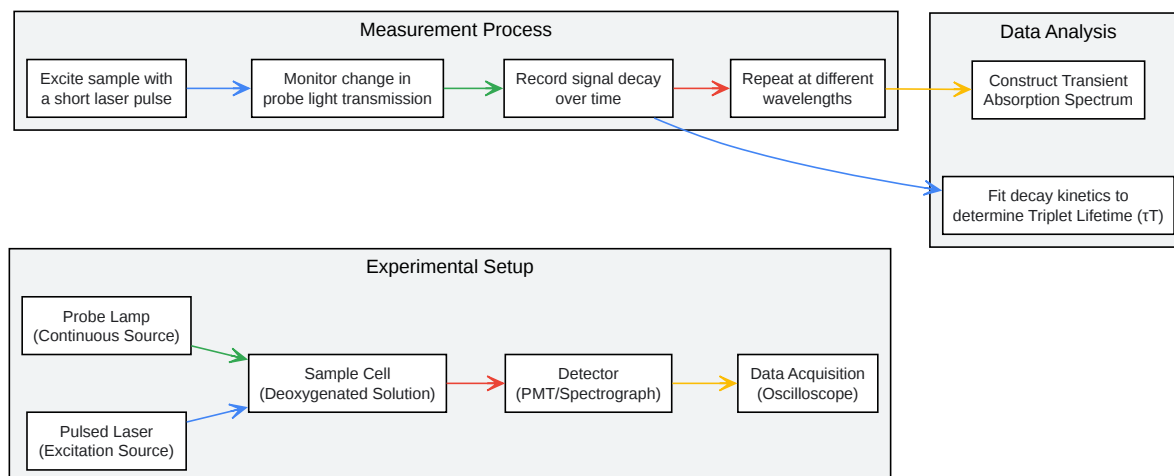 Measurement Process
Excite sample with
a short laser pulse
Monitor change in
probe light transmission
Record signal decay
over time
Repeat at different
wavelengths
Data Analysis
Construct Transient
Absorption Spectrum
Fit decay kinetics to
determine Triplet Lifetime (τT)
Experimental Setup
Probe Lamp
(Continuous Source)
Pulsed Laser
(Excitation Source)
Sample Cell
(Deoxygenated Solution)
Detector
(PMT/Spectrograph)
Data Acquisition
(Oscilloscope)